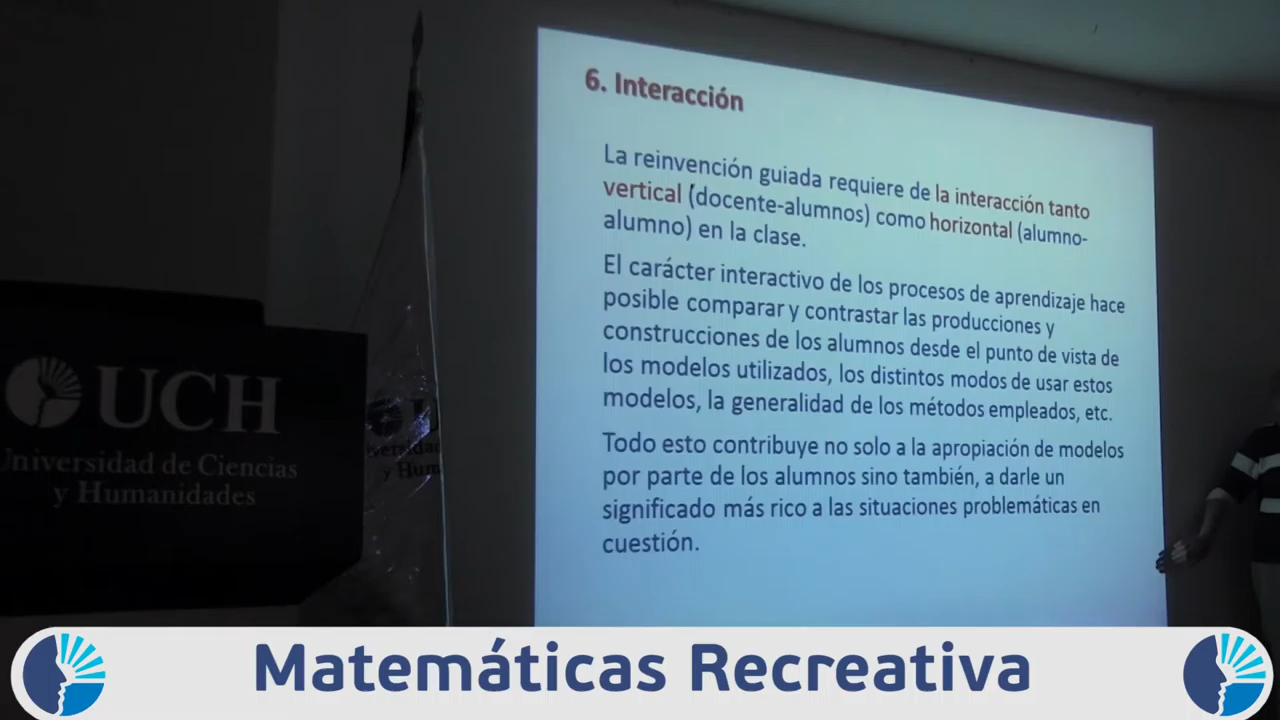 6. Interacción
La reinvención guiada requiere de la interacción tanto
vertical (docente-alumnos) como horizontal (alumno-
alumno) en la clase.
El carácter interactivo de los procesos de aprendizaje hace
posible comparar y contrastar las producciones y
construcciones de los alumnos desde el punto de vista de
los modelos utilizados, los distintos modos de usar estos
modelos, la generalidad de los métodos empleados, etc.
Todo esto contribuye no solo a la apropiación de modelos
por parte de los alumnos sino también, a darle un
significado más rico a las situaciones problemáticas en
cuestión.
UCH
Universidad de Ciencias
y Humanidades
y Hum
Matemáticas Recreativa